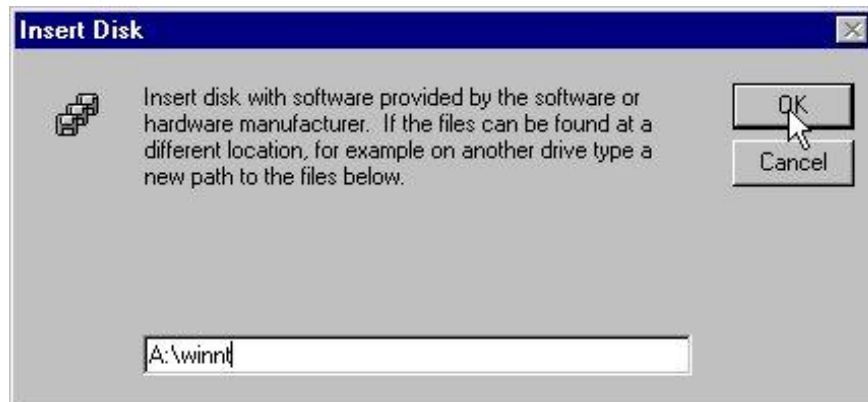 Insert Disk
Insert disk with software provided by the software or
hardware manufacturer. If the files can be found at a
different location, for example on another drive type a
new path to the files below.
OK
Cancel
A:\winnt